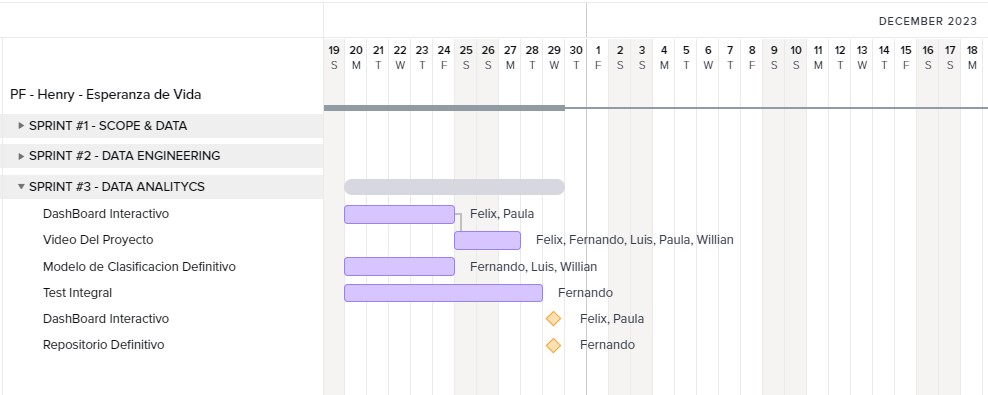 DECEMBER 2023
19 20 21 22 23 24 25 26 27 28 29 30 1 2 3 4 5 6 7 8 9 10 11 12 13 14 15 16 17 18
S M T W T F S S M T W T F S S M T W T F S S M T W T F S S M
PF - Henry - Esperanza de Vida
SPRINT #1 - SCOPE & DATA
SPRINT #2 - DATA ENGINEERING
SPRINT #3 - DATA ANALITYCS
DashBoard Interactivo Felix, Paula
Video Del Proyecto Felix, Fernando, Luis, Paula, Willian
Modelo de Clasificacion Definitivo Fernando, Luis, Willian
Test Integral Fernando
DashBoard Interactivo Felix, Paula
Repositorio Definitivo Fernando